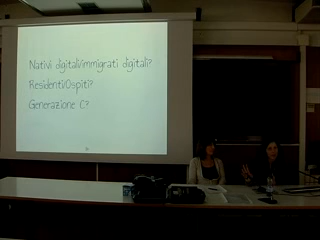 Nativi digitali/immigrati digitali?
Residenti/Ospiti?
Generazione C?